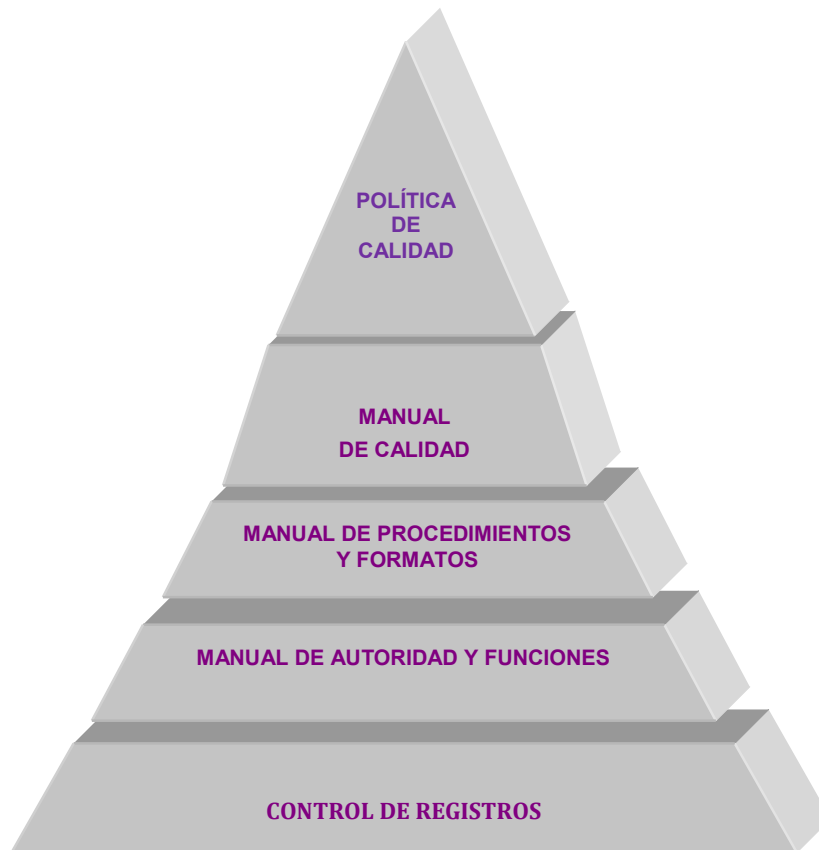 POLÍTICA
DE
CALIDAD
MANUAL
DE CALIDAD
MANUAL DE PROCEDIMIENTOS
Y FORMATOS
MANUAL DE AUTORIDAD Y FUNCIONES
CONTROL DE REGISTROS